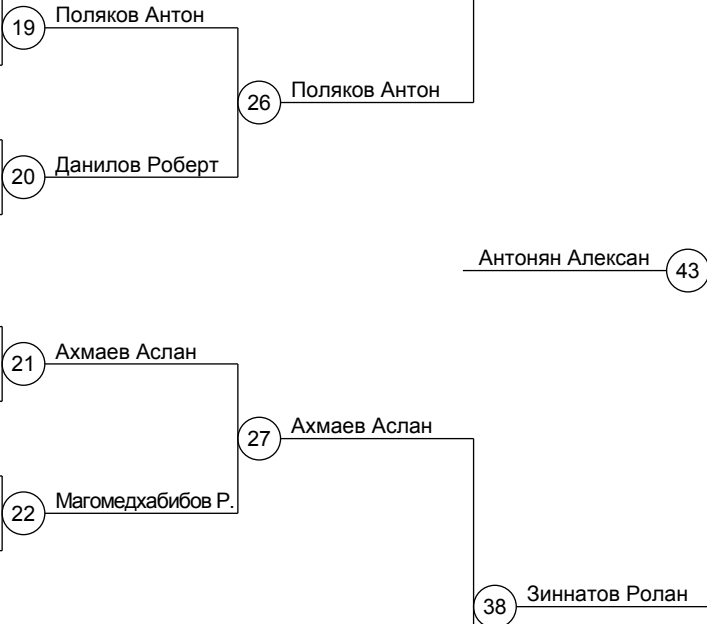 19 Поляков Антон
26 Поляков Антон
20 Данилов Роберт
Антонян Алексан 43
21 Ахмаев Аслан
27 Ахмаев Аслан
22 Магомедхабибов Р.
38 Зиннатов Ролан